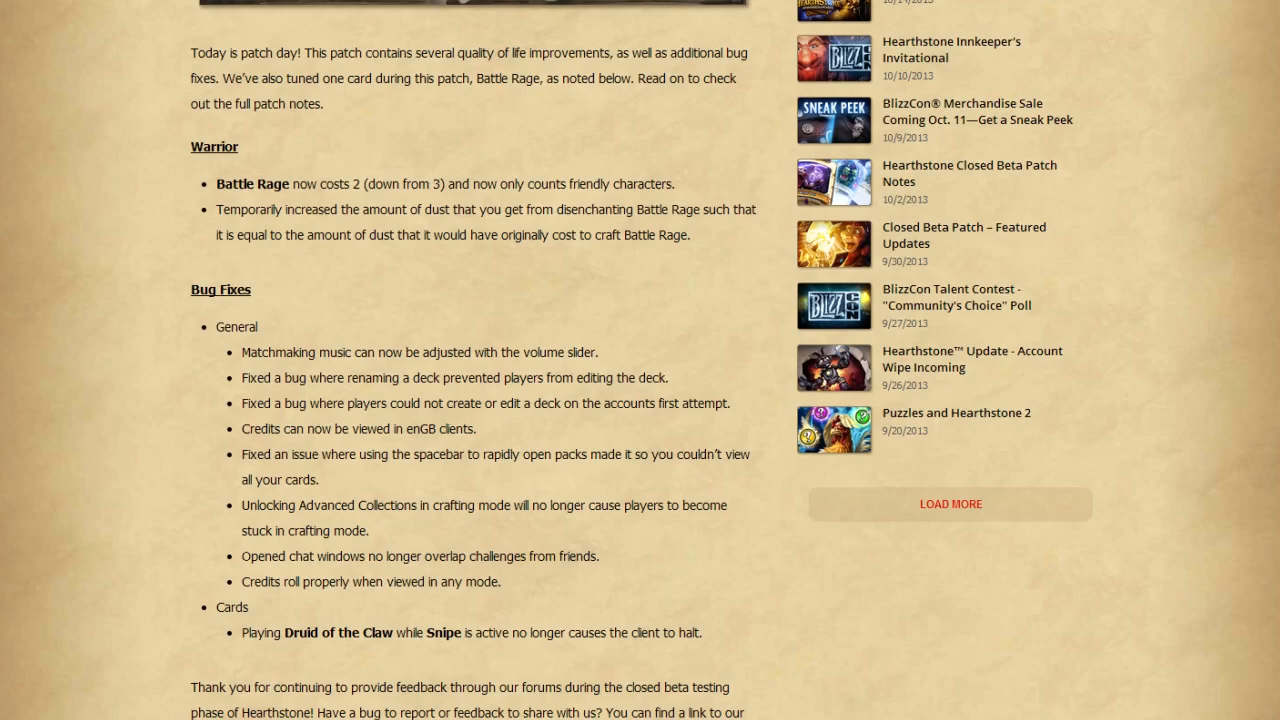 Today is patch day! This patch contains several quality of life improvements, as well as additional bug
fixes. We've also tuned one card during this patch, Battle Rage, as noted below. Read on to check
out the full patch notes.
Warrior
• Battle Rage now costs 2 (down from 3) and now only counts friendly characters.
• Temporarily increased the amount of dust that you get from disenchanting Battle Rage such that
it is equal to the amount of dust that it would have originally cost to craft Battle Rage.
Bug Fixes
• General
• Matchmaking music can now be adjusted with the volume slider.
• Fixed a bug where renaming a deck prevented players from editing the deck.
• Fixed a bug where players could not create or edit a deck on the accounts first attempt.
• Credits can now be viewed in enGB clients.
• Fixed an issue where using the spacebar to rapidly open packs made it so you couldn't view
all your cards.
• Unlocking Advanced Collections in crafting mode will no longer cause players to become
stuck in crafting mode.
• Opened chat windows no longer overlap challenges from friends.
• Credits roll properly when viewed in any mode.
• Cards
• Playing Druid of the Claw while Snipe is active no longer causes the client to halt.
Thank you for continuing to provide feedback through our forums during the closed beta testing
phase of Hearthstone! Have a bug to report or feedback to share with us? You can find a link to our
Hearthstone Innkeeper's
Invitational
10/10/2013
SNEAK PEEK
BlizzCon® Merchandise Sale
Coming Oct. 11—Get a Sneak Peek
10/9/2013
Hearthstone Closed Beta Patch
Notes
10/2/2013
Closed Beta Patch – Featured
Updates
9/30/2013
BlizzCon Talent Contest -
"Community's Choice" Poll
9/27/2013
Hearthstone™ Update - Account
Wipe Incoming
9/26/2013
Puzzles and Hearthstone 2
9/20/2013
LOAD MORE